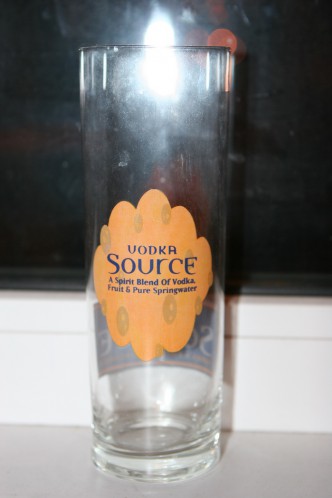 VODKA
SOURCE
A Spirit Blend Of Vodka,
Fruit & Pure Springwater